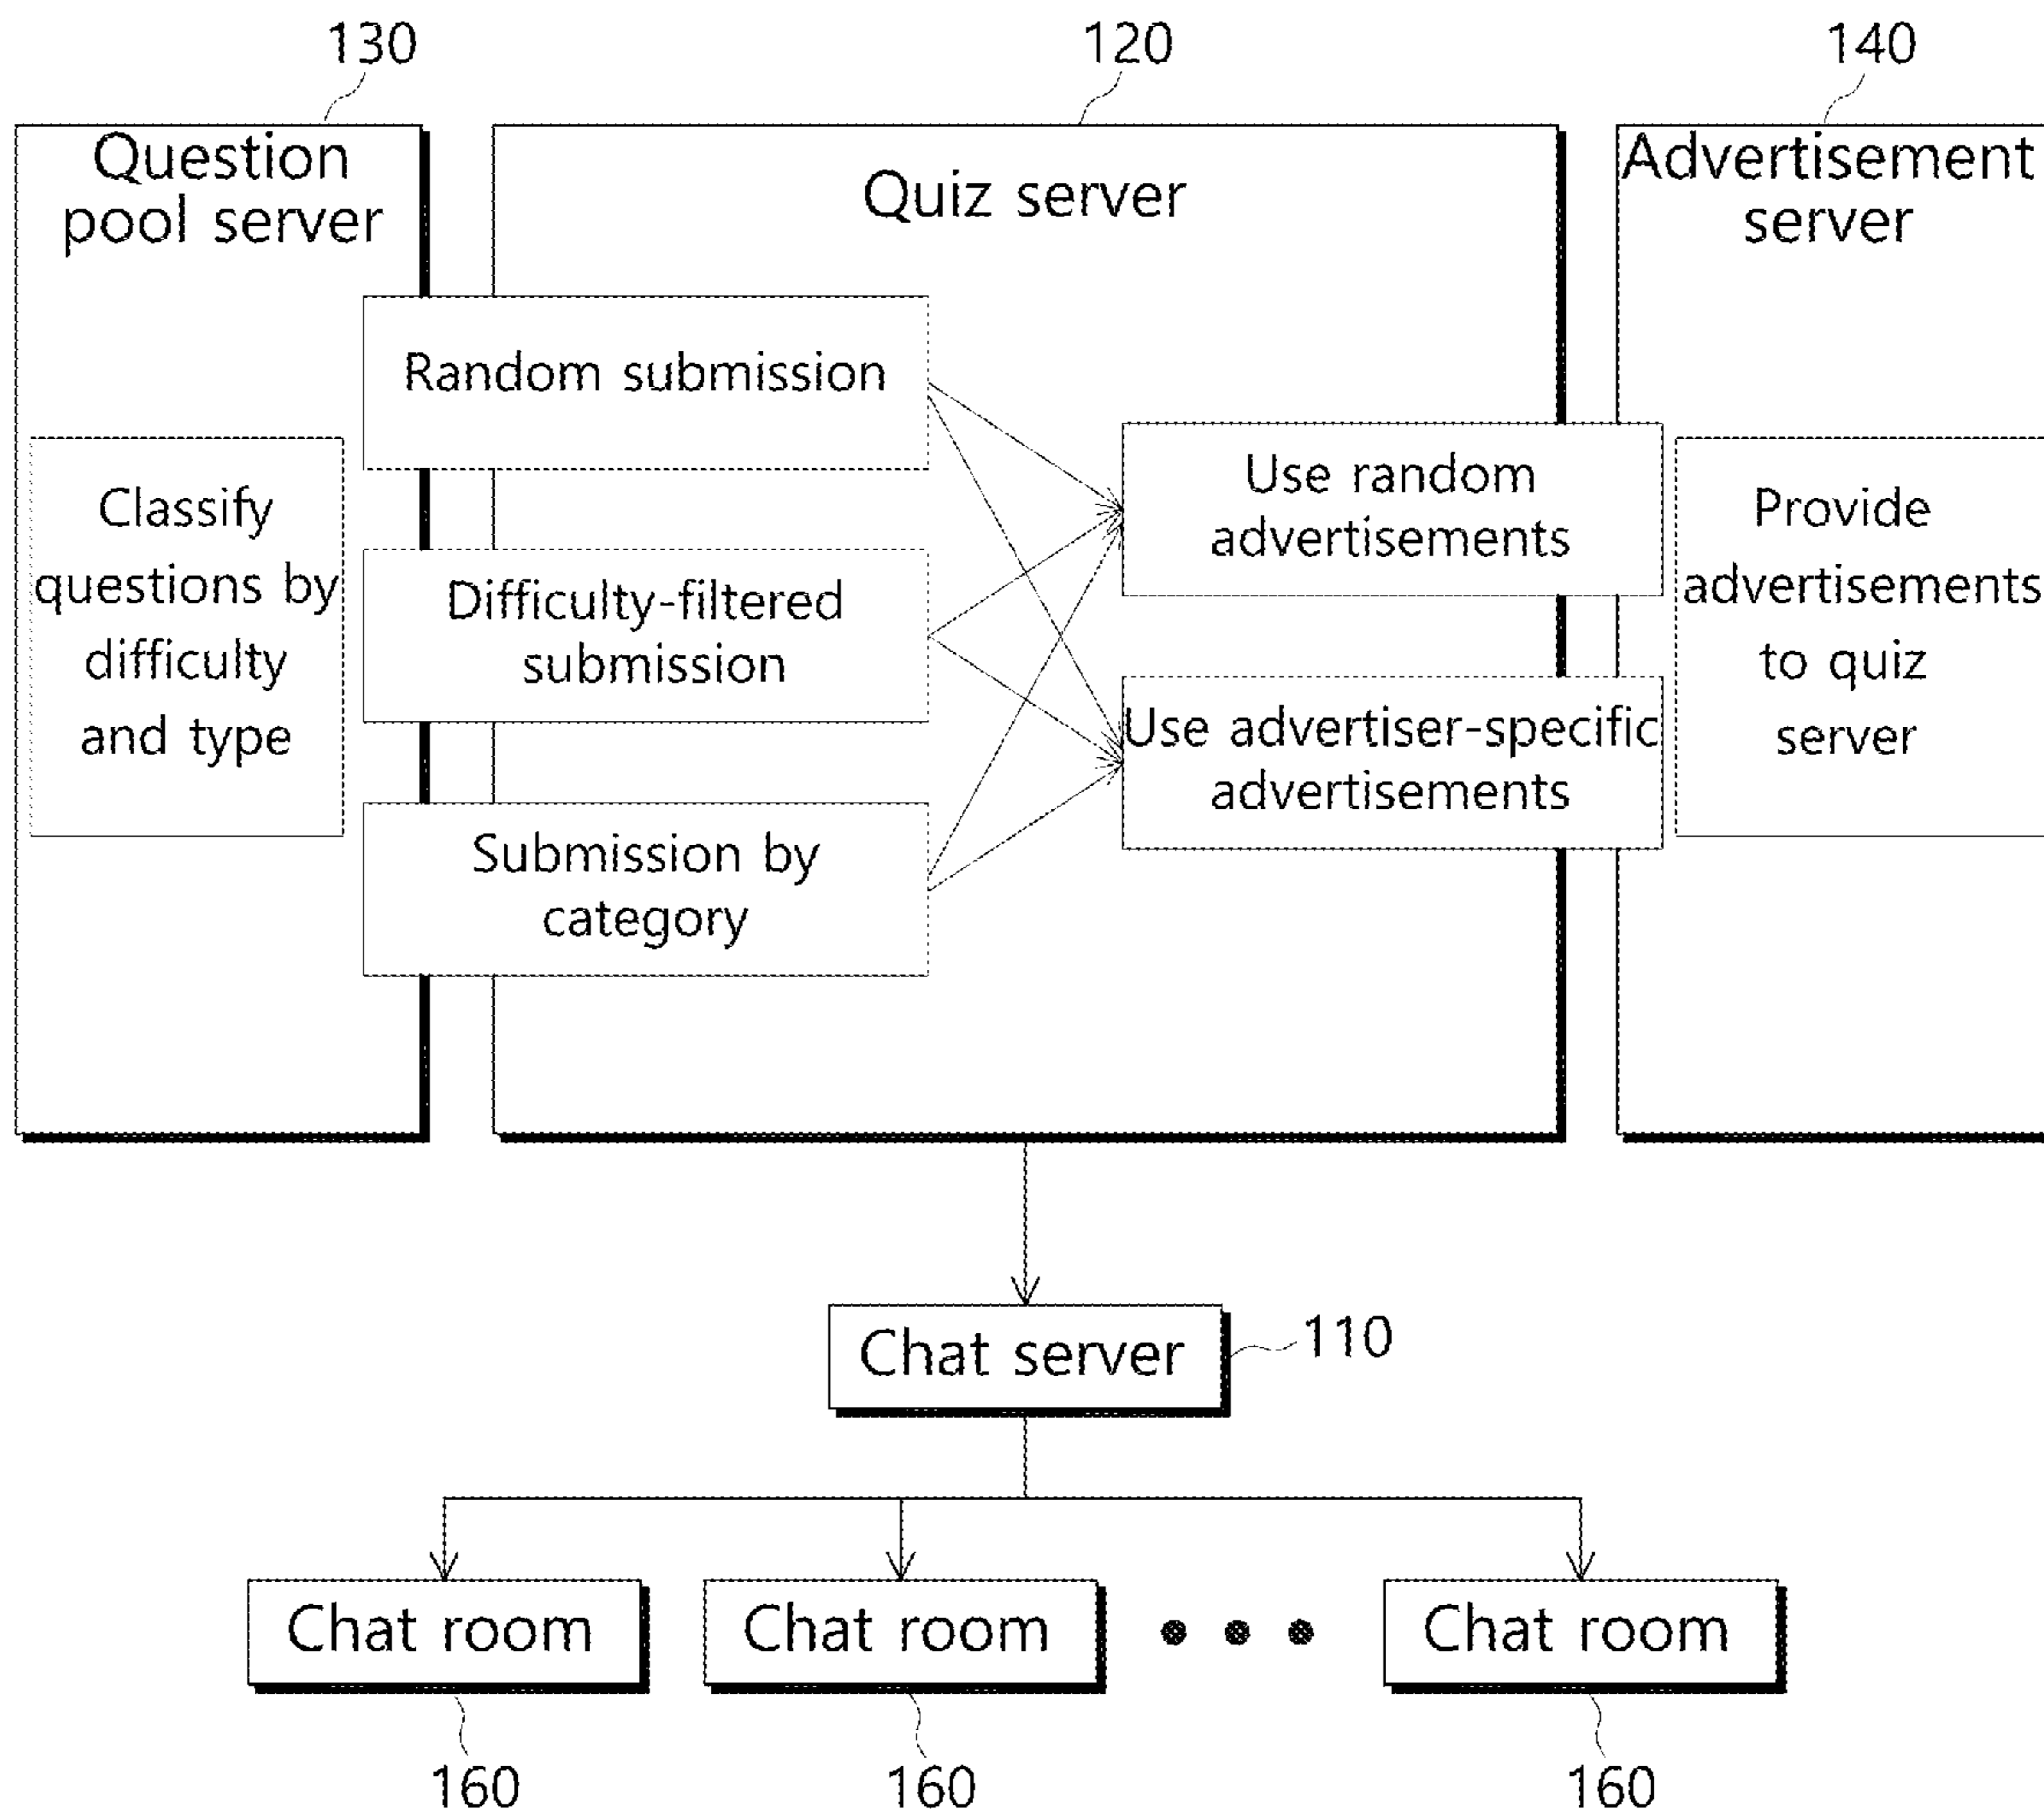 130
120
140
Question
pool server
Quiz server
Advertisement
server
Random submission
Classify
questions by
difficulty
and type
Difficulty-filtered
submission
Submission by
category
Use random
advertisements
Use advertiser-specific
advertisements
Provide
advertisements
to quiz
server
Chat server
110
Chat room
Chat room
Chat room
160
160
160